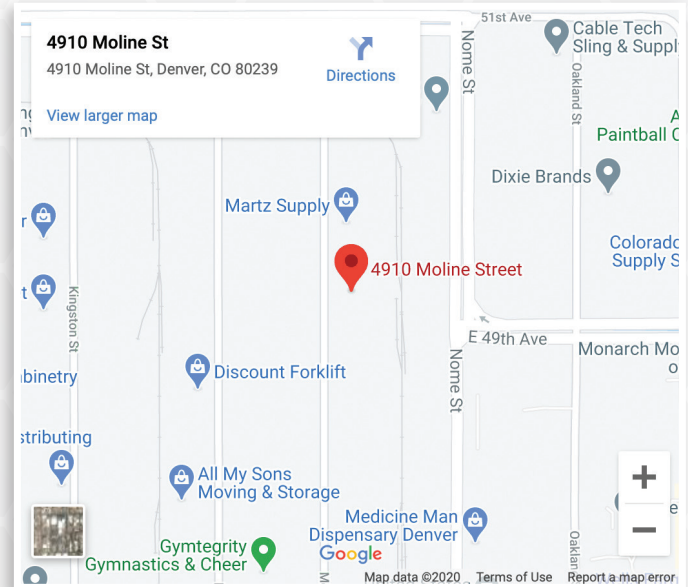 4910 Moline St
4910 Moline St, Denver, CO 80239
Directions
View larger map
51st Ave
Cable Tech
Sling & Suppl
Nome St
Oakland St
Paintball
Dixie Brands
Martz Supply
Colorado
Supply S
4910 Moline Street
Kingston St
E 49th Ave
Monarch Mo
Nome St
Discount Forklift
binetry
stributing
All My Sons
Moving & Storage
Medicine Man
Dispensary Denver
Gymtegrity
Gymnastics & Cheer
Google
Oakland
Map data ©2020 Terms of Use Report a map error